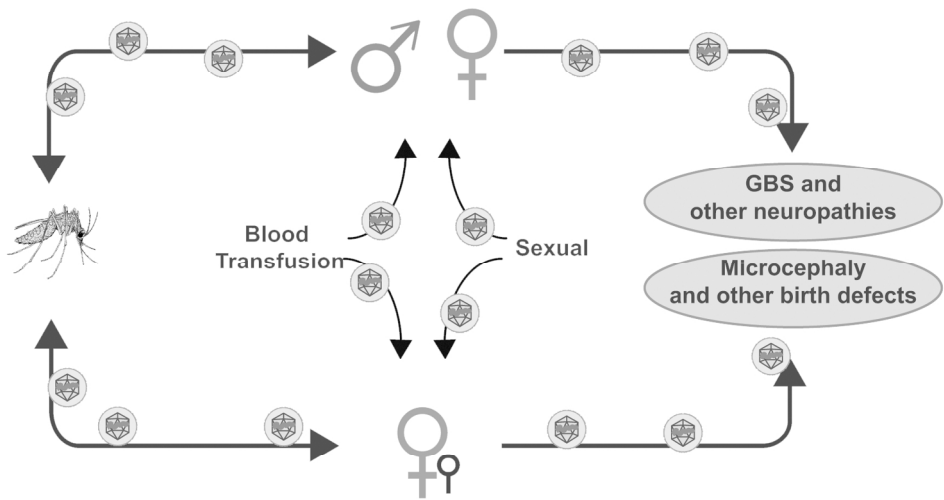 GBS and
other neuropathies
Blood
Transfusion
Sexual
Microcephaly
and other birth defects